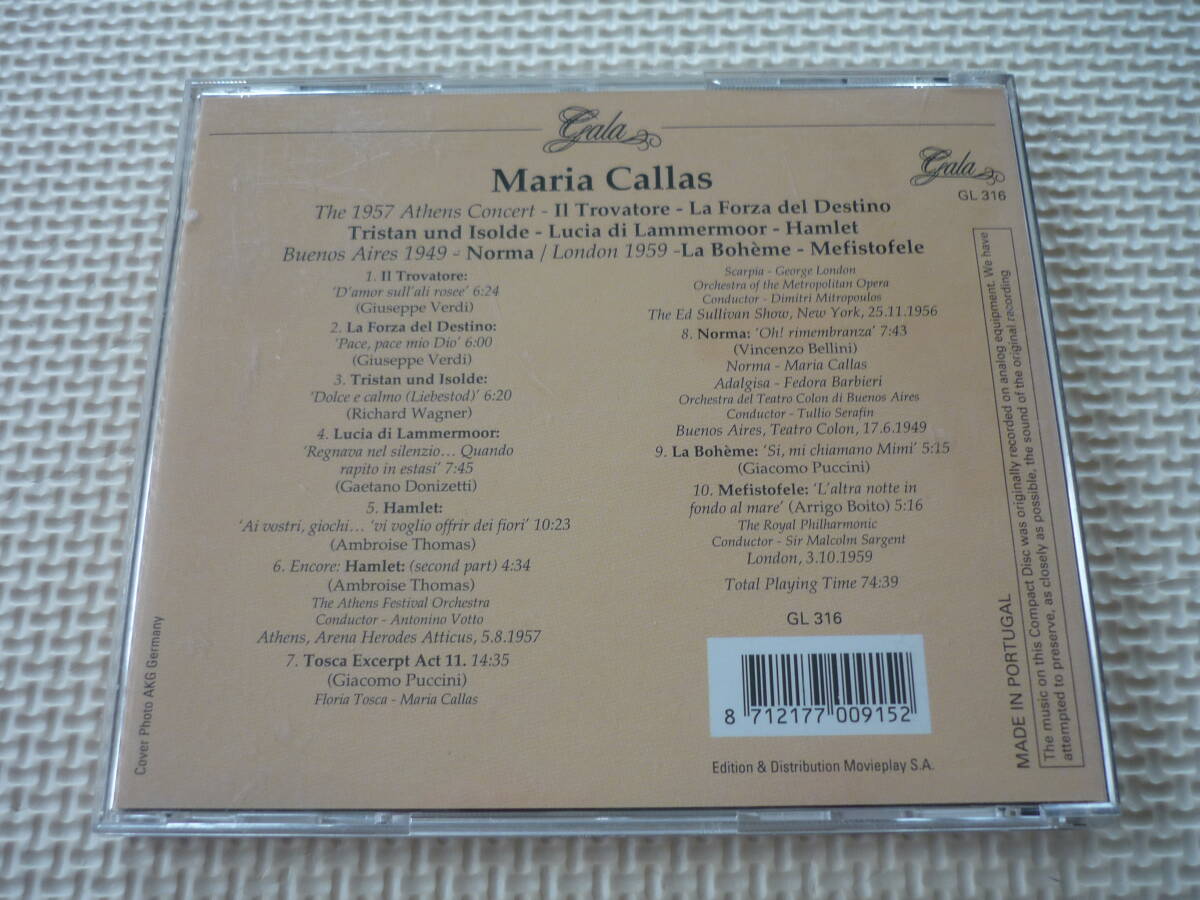 Gala
Gala
GL 316
Maria Callas
The 1957 Athens Concert - Il Trovatore - La Forza del Destino
Tristan und Isolde - Lucia di Lammermoor - Hamlet
Buenos Aires 1949 - Norma / London 1959 -La Bohème - Mefistofele
1. Il Trovatore:
'D'amor sull'ali rosee' 6:24
(Giuseppe Verdi)
2. La Forza del Destino:
'Pace, pace mio Dio' 6:00
(Giuseppe Verdi)
3. Tristan und Isolde:
'Dolce e calmo (Liebestod)' 6:20
(Richard Wagner)
4. Lucia di Lammermoor:
'Regnava nel silenzio... Quando
rapito in estasi' 7:45
(Gaetano Donizetti)
5. Hamlet:
'Ai vostri, giochi... 'vi voglio offrir dei fiori' 10:23
(Ambroise Thomas)
6. Encore: Hamlet: (second part) 4:34
(Ambroise Thomas)
The Athens Festival Orchestra
Conductor - Antonino Votto
Athens, Arena Herodes Atticus, 5.8.1957
7. Tosca Excerpt Act 11. 14:35
(Giacomo Puccini)
Floria Tosca - Maria Callas
Scarpia - George London
Orchestra of the Metropolitan Opera
Conductor - Dimitri Mitropoulos
The Ed Sullivan Show, New York, 25.11.1956
8. Norma: 'Oh! rimembranza' 7:43
(Vincenzo Bellini)
Norma - Maria Callas
Adalgisa - Fedora Barbieri
Orchestra del Teatro Colon di Buenos Aires
Conductor - Tullio Serafin
Buenos Aires, Teatro Colon, 17.6.1949
9. La Bohème: 'Si, mi chiamano Mimi' 5:15
(Giacomo Puccini)
10. Mefistofele: 'L'altra notte in
fondo al mare' (Arrigo Boito) 5:16
The Royal Philharmonic
Conductor - Sir Malcolm Sargent
London, 3.10.1959
Total Playing Time 74:39
GL 316
8 712177 009152
Edition & Distribution Movieplay S.A.
Cover Photo AKG Germany
MADE IN PORTUGAL
The music on this Compact Disc was originally recorded on analog equipment. We have
attempted to preserve, as closely as possible, the sound of the original recording